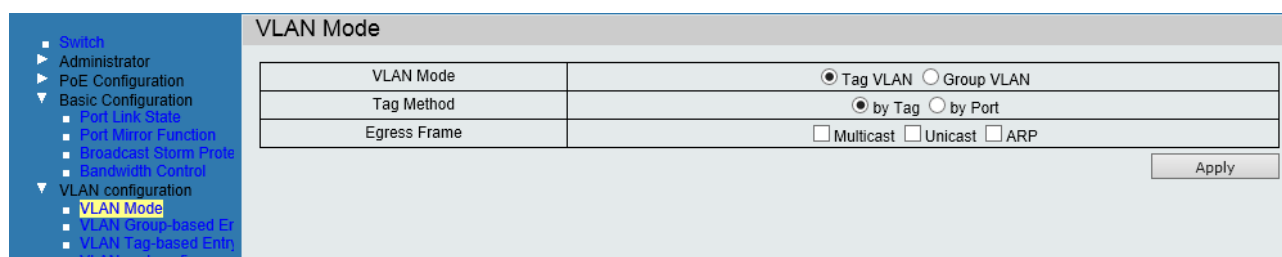 Switch
Administrator
PoE Configuration
Basic Configuration
Port Link State
Port Mirror Function
Broadcast Storm Prote
Bandwidth Control
VLAN configuration
VLAN Mode
VLAN Group-based Er
VLAN Tag-based Entry
VLAN Mode
VLAN Mode Tag VLAN Group VLAN
Tag Method by Tag by Port
Egress Frame Multicast Unicast ARP
Apply